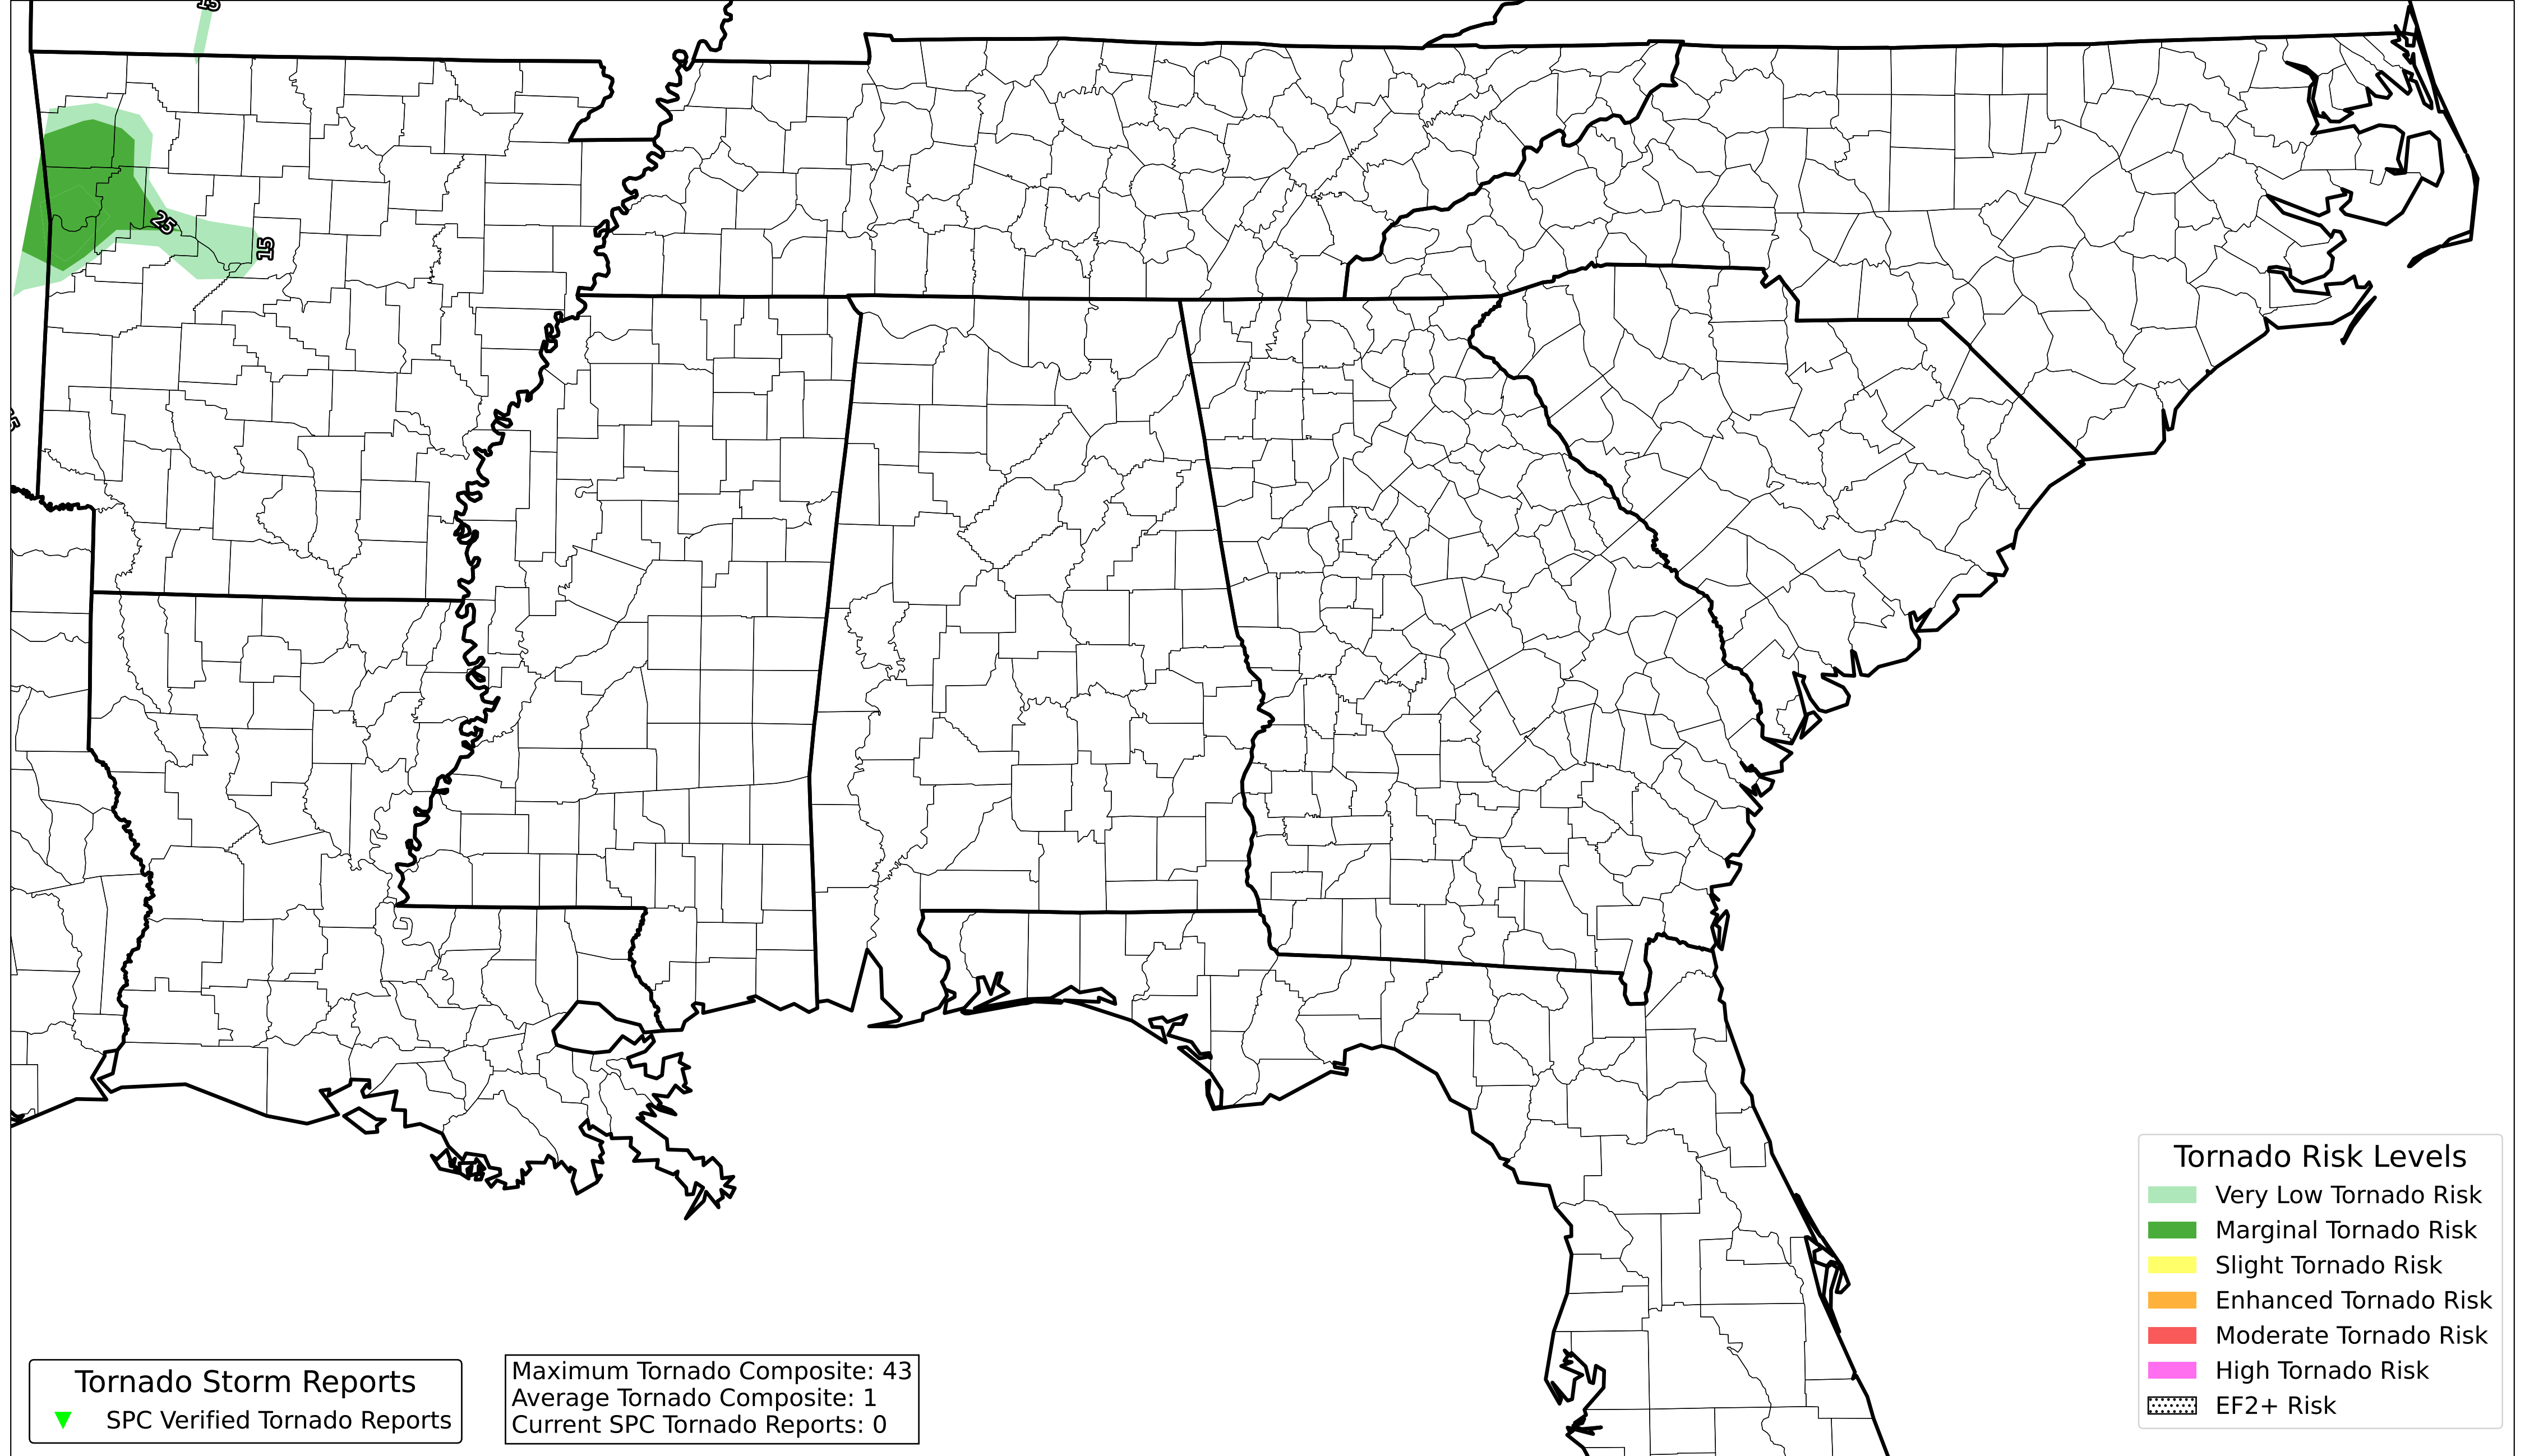 15
25
15
Tornado Risk Levels
Very Low Tornado Risk
Marginal Tornado Risk
Slight Tornado Risk
Enhanced Tornado Risk
Moderate Tornado Risk
High Tornado Risk
EF2+ Risk
Tornado Storm Reports
SPC Verified Tornado Reports
Maximum Tornado Composite: 43
Average Tornado Composite: 1
Current SPC Tornado Reports: 0